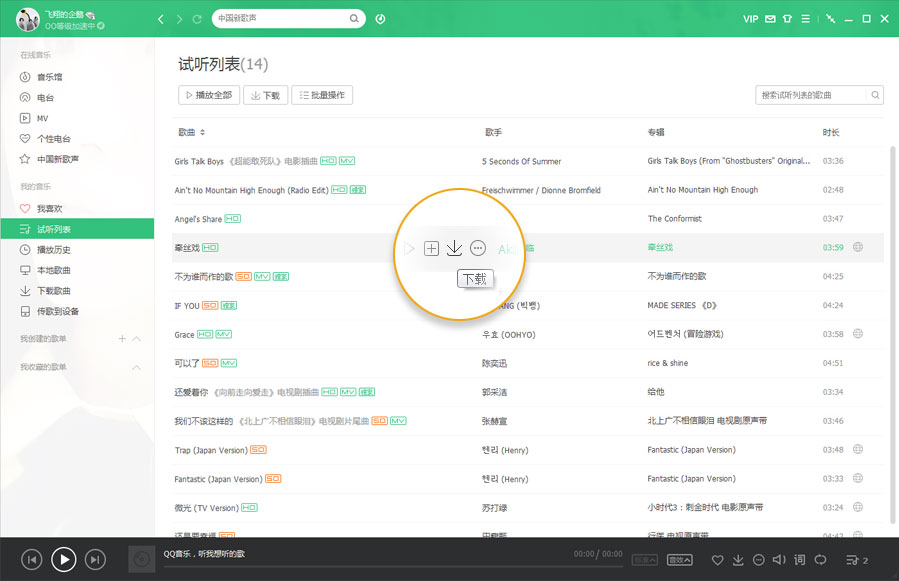 飞翔的企鹅
QQ等级加速中
中国新歌声
VIP
在线音乐
音乐馆
电台
MV
个性电台
中国新歌声
我的音乐
我喜欢
试听列表
播放历史
本地歌曲
下载歌曲
传歌到设备
我创建的歌单
我收藏的歌单
试听列表(14)
播放全部 下载 批量操作 搜索试听列表的歌曲
歌曲 歌手 专辑 时长
Girls Talk Boys 《超能敢死队》电影插曲 HQ MV 5 Seconds Of Summer Girls Talk Boys (From "Ghostbusters" Original... 03:36
Ain't No Mountain High Enough (Radio Edit) HQ 独家 Freischwimmer / Dionne Bromfield Ain't No Mountain High Enough 02:48
Angel's Share HQ The Conformist 03:47
牵丝戏 HQ 牵丝戏 03:59
下载
不为谁而作的歌 SQ MV 独家 不为谁而作的歌 04:25
IF YOU SQ 独家 (빅뱅) MADE SERIES 《D》 04:24
Grace HQ MV 우효 (OOHYO) 어드벤쳐 (冒险游戏) 03:58
可以了 SQ MV 陈奕迅 rice & shine 04:51
还爱着你 《向前走向爱走》电视剧插曲 HQ MV 独家 郭采洁 给他 03:34
我们不该这样的 《北上广不相信眼泪》电视剧片尾曲 SQ MV 张赫宣 北上广不相信眼泪 电视剧原声带 03:46
Trap (Japan Version) SQ 헨리 (Henry) Fantastic (Japan Version) 03:48
Fantastic (Japan Version) SQ 헨리 (Henry) Fantastic (Japan Version) 03:33
微光 (TV Version) HQ 苏打绿 小时代3：刺金时代 电影原声带 03:24
还是要幸福 SQ 田馥甄 04:42
QQ音乐，听我想听的歌
00:00 / 00:00
标准 音效 词 2